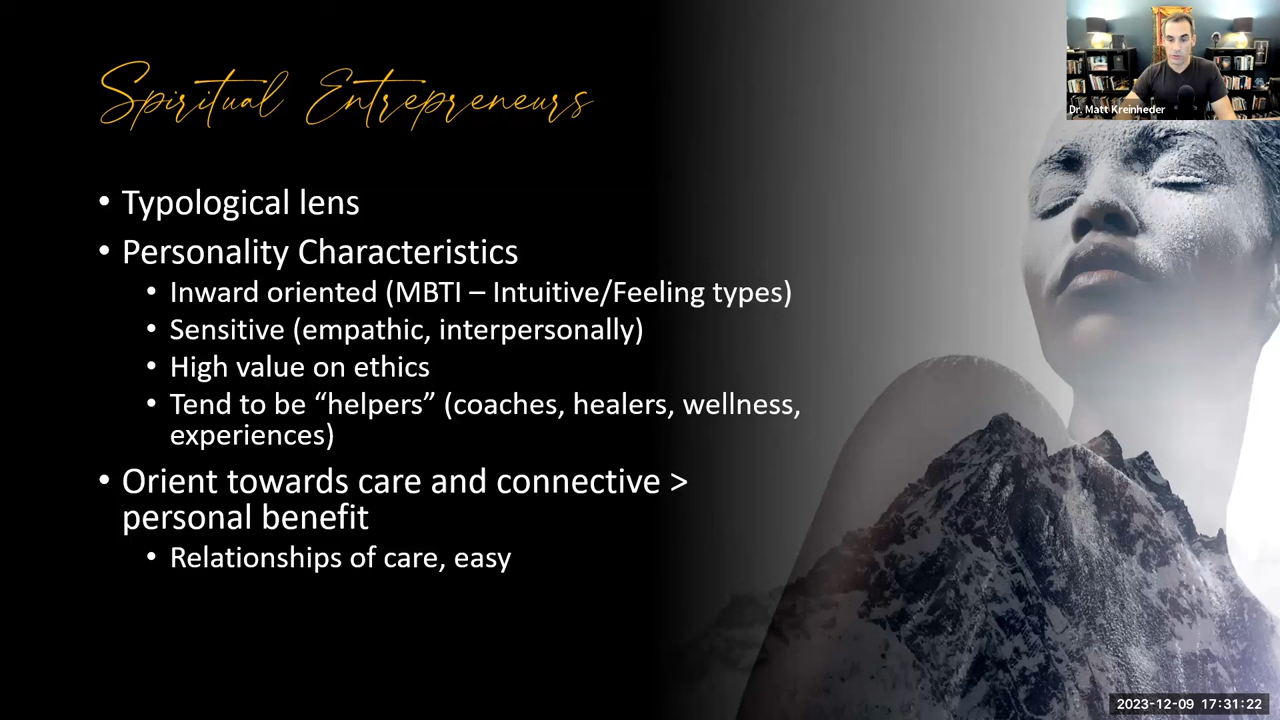 Spiritual Entrepreneurs
Dr. Matt Kreinheder
• Typological lens
• Personality Characteristics
• Inward oriented (MBTI – Intuitive/Feeling types)
• Sensitive (empathic, interpersonally)
• High value on ethics
• Tend to be “helpers” (coaches, healers, wellness,
experiences)
• Orient towards care and connective >
personal benefit
• Relationships of care, easy
2023-12-09 17:31:22